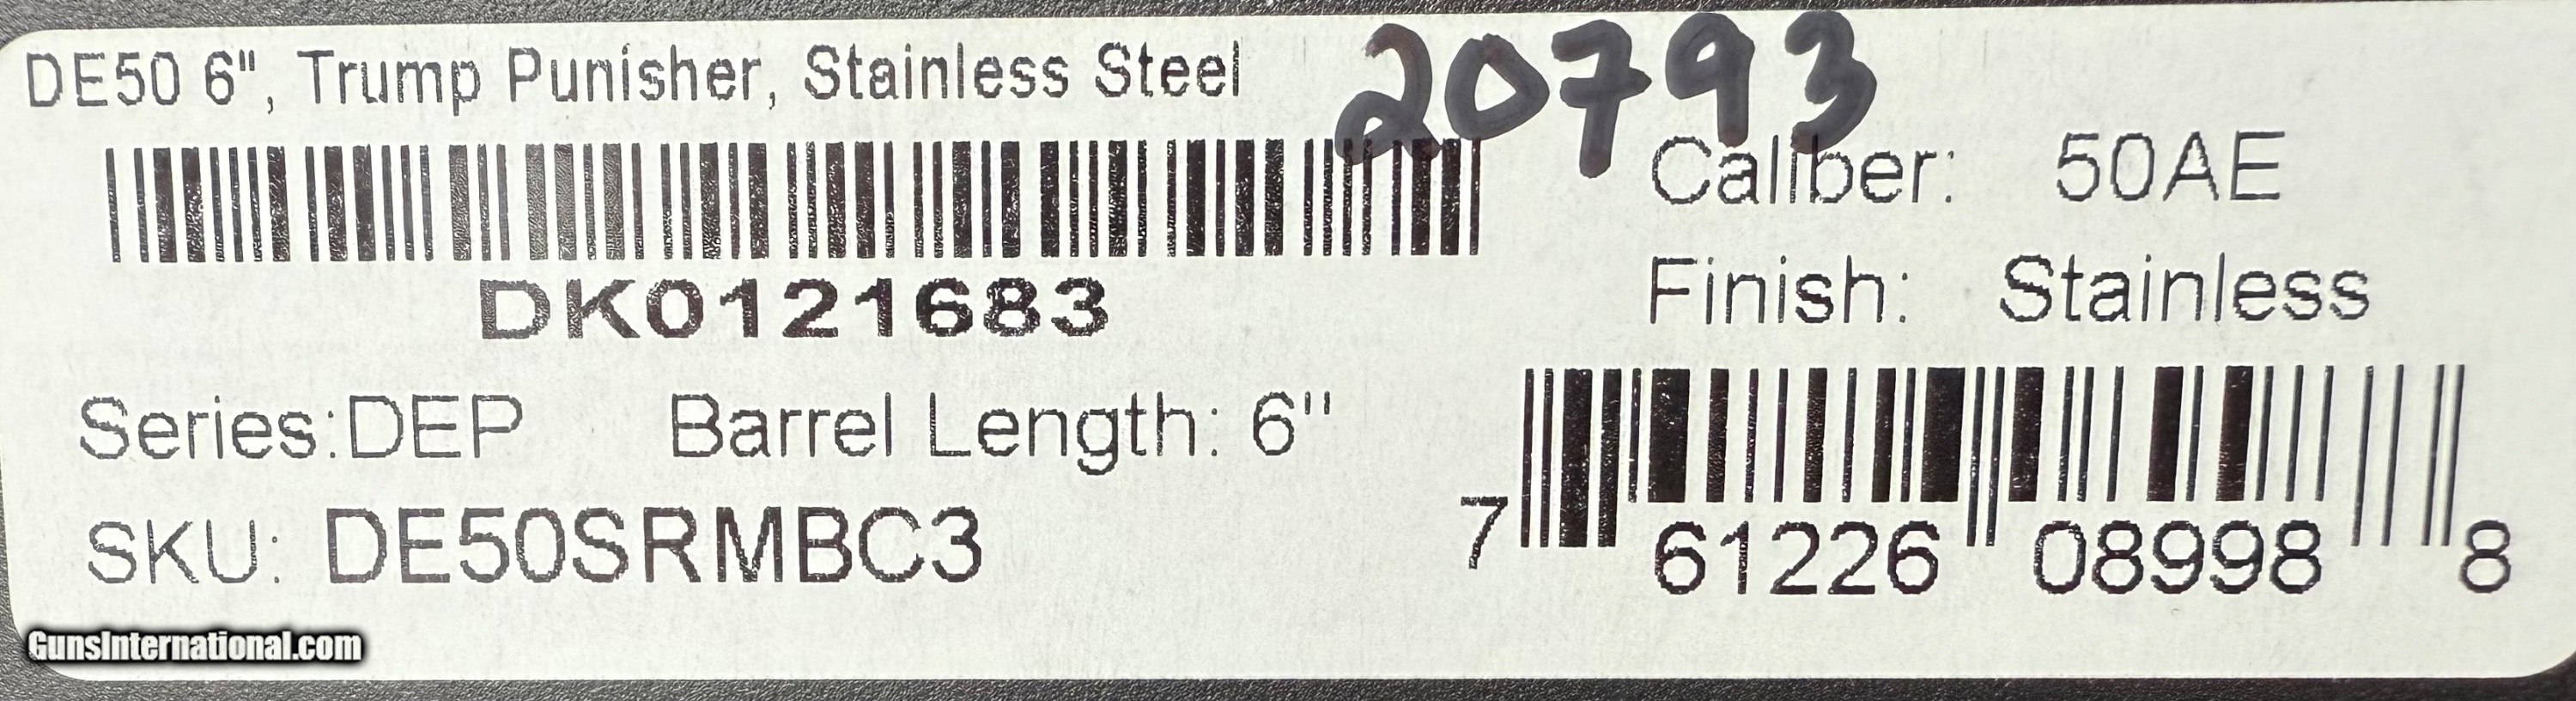 DE50 6", Trump Punisher, Stainless Steel
20793
DK0121683
Caliber: 50AE
Finish: Stainless
Series:DEP Barrel Length: 6"
SKU: DE50SRMBC3
7 61226 08998 8
GunsInternational.com